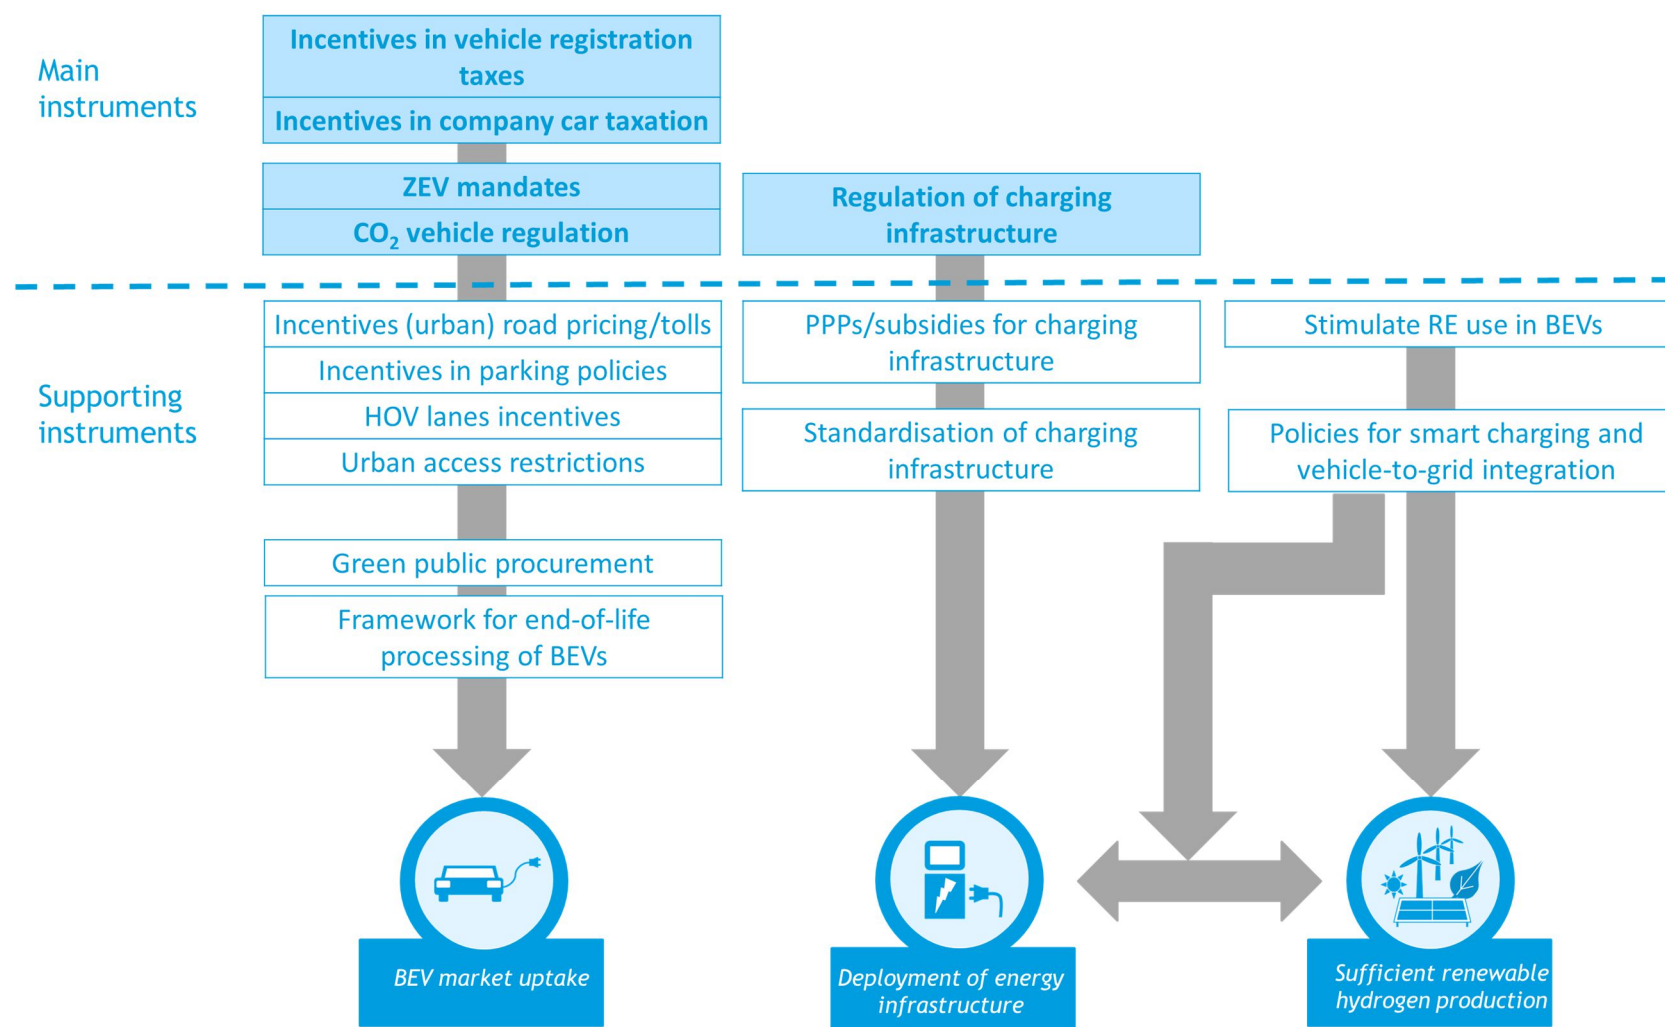 Main
instruments
Incentives in vehicle registration
taxes
Incentives in company car taxation
ZEV mandates
CO₂ vehicle regulation
Regulation of charging
infrastructure
Supporting
instruments
Incentives (urban) road pricing/tolls
Incentives in parking policies
HOV lanes incentives
Urban access restrictions
Green public procurement
Framework for end-of-life
processing of BEVs
PPPs/subsidies for charging
infrastructure
Standardisation of charging
infrastructure
Stimulate RE use in BEVs
Policies for smart charging and
vehicle-to-grid integration
BEV market uptake
Deployment of energy
infrastructure
Sufficient renewable
hydrogen production